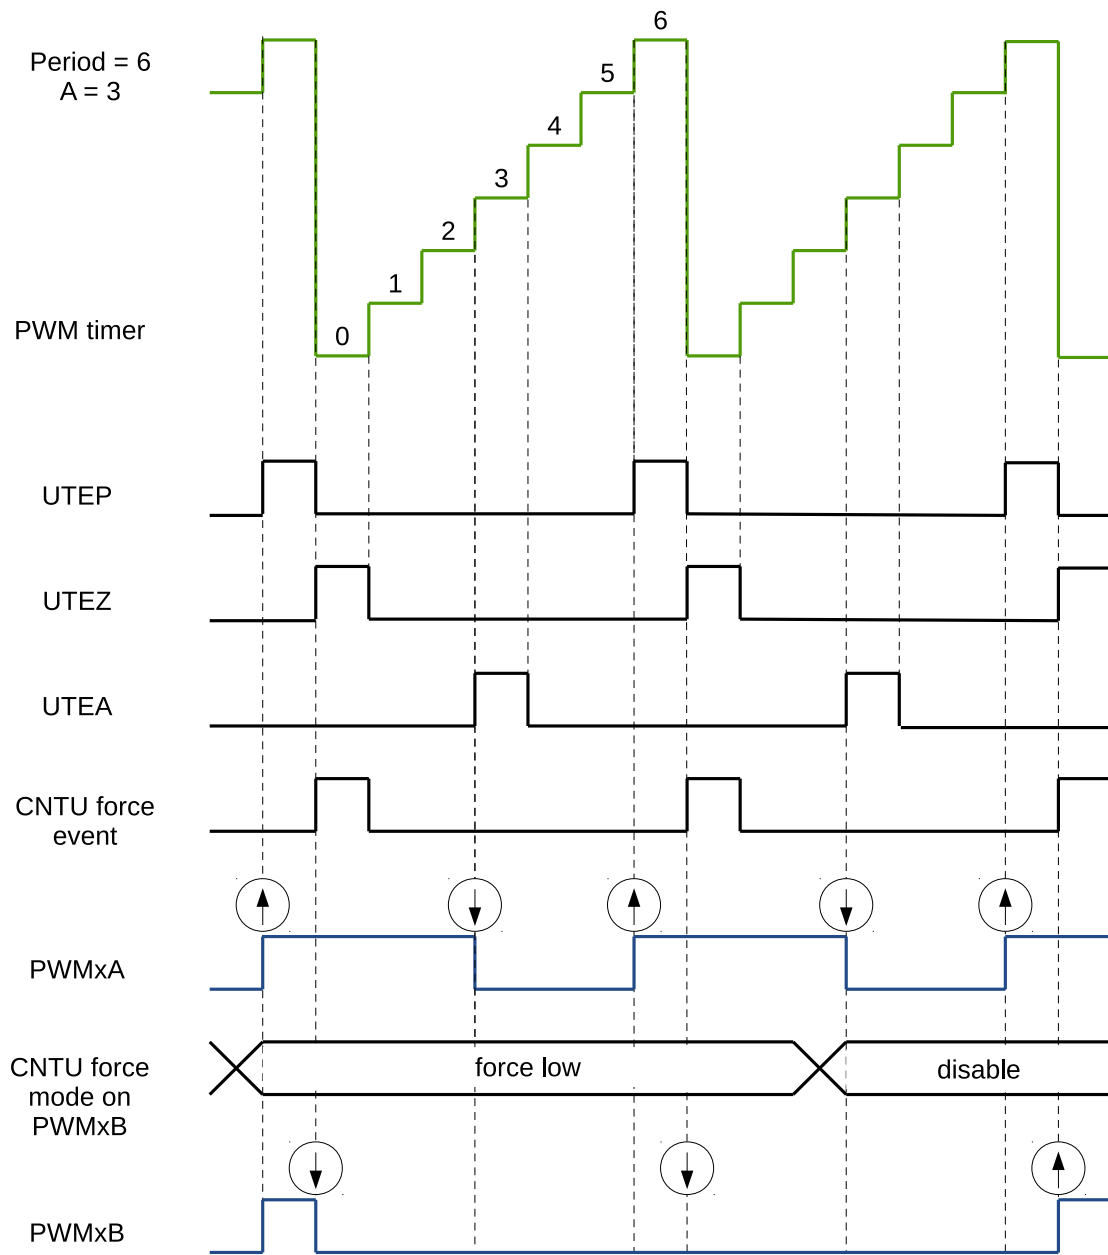 6
Period = 6
A = 3
5
4
3
2
1
0
PWM timer
UTEP
UTEZ
UTEA
CNTU force
event
PWMxA
CNTU force
mode on
PWMxB
force low
disable
PWMxB